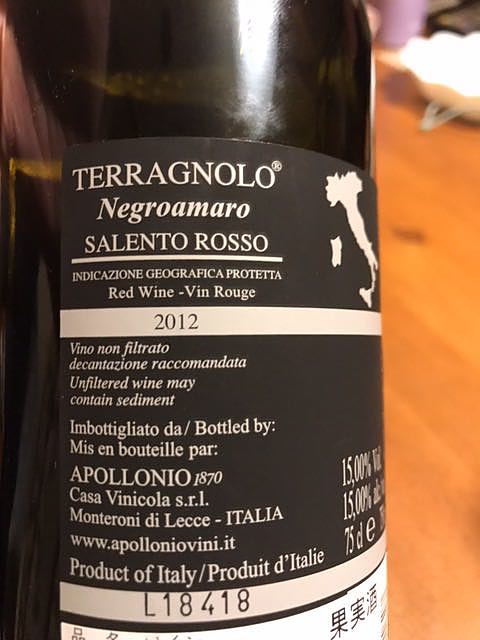 TERRAGNOLO®
Negroamaro
SALENTO ROSSO
INDICAZIONE GEOGRAFICA PROTETTA
Red Wine -Vin Rouge
2012
Vino non filtrato
decantazione raccomandata
Unfiltered wine may
contain sediment
Imbottigliato da/ Bottled by:
Mis en bouteille par:
APOLLONIO 1870
Casa Vinicola s.r.l.
Monteroni di Lecce - ITALIA
www.apolloniovini.it
Product of Italy/Produit d'Italie
15,00% Vol.
15,00%
75 cl e
L18418
果実酒